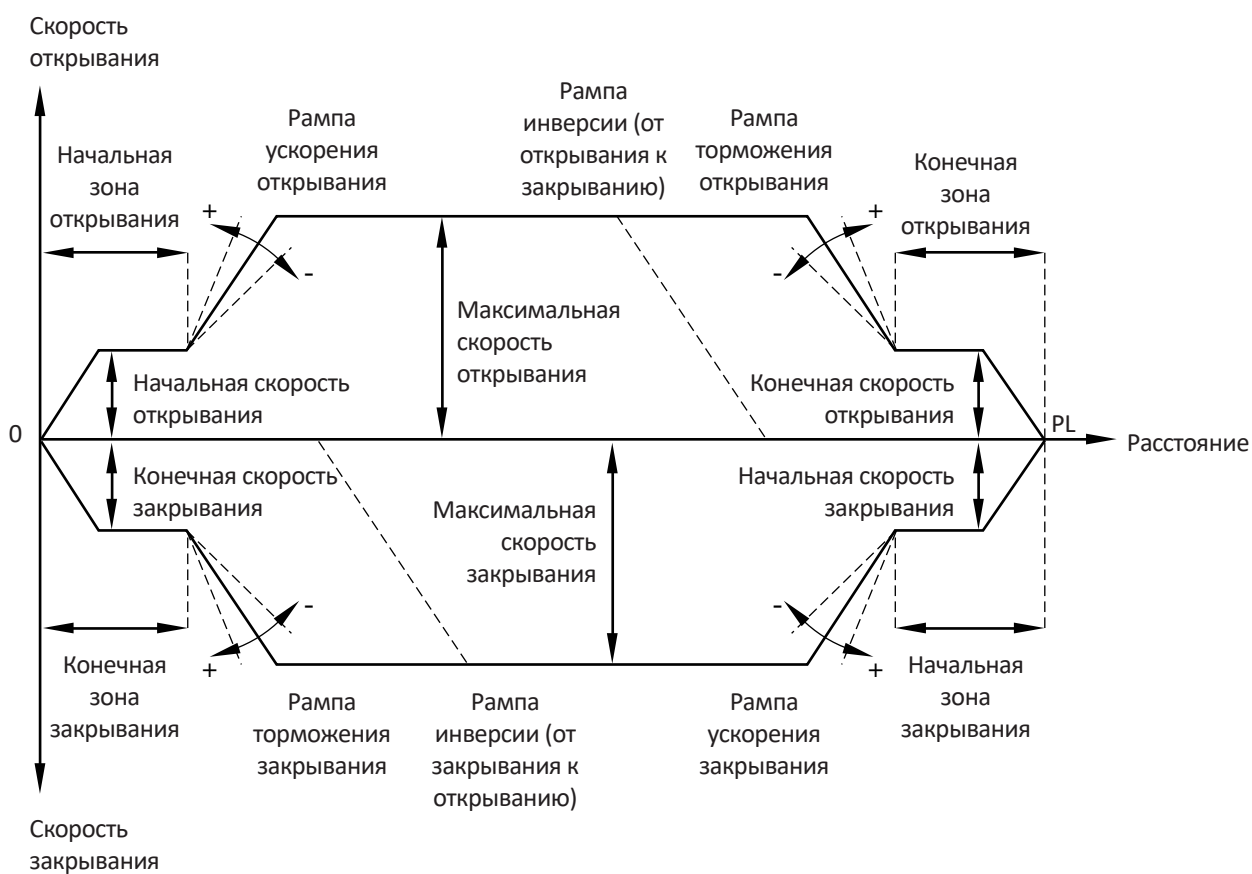 Скорость
открывания
Рампа
инверсии (от
открывания к
закрыванию)
Рампа
ускорения
открывания
Рампа
торможения
открывания
Начальная
зона
открывания
Конечная
зона
открывания
+
-
+
-
Максимальная
скорость
открывания
Начальная скорость
открывания
Конечная скорость
открывания
0
PL
Расстояние
Конечная скорость
закрывания
Начальная скорость
закрывания
Максимальная
скорость
закрывания
-
+
-
+
Конечная
зона
закрывания
Начальная
зона
закрывания
Рампа
торможения
закрывания
Рампа
инверсии (от
закрывания к
открыванию)
Рампа
ускорения
закрывания
Скорость
закрывания